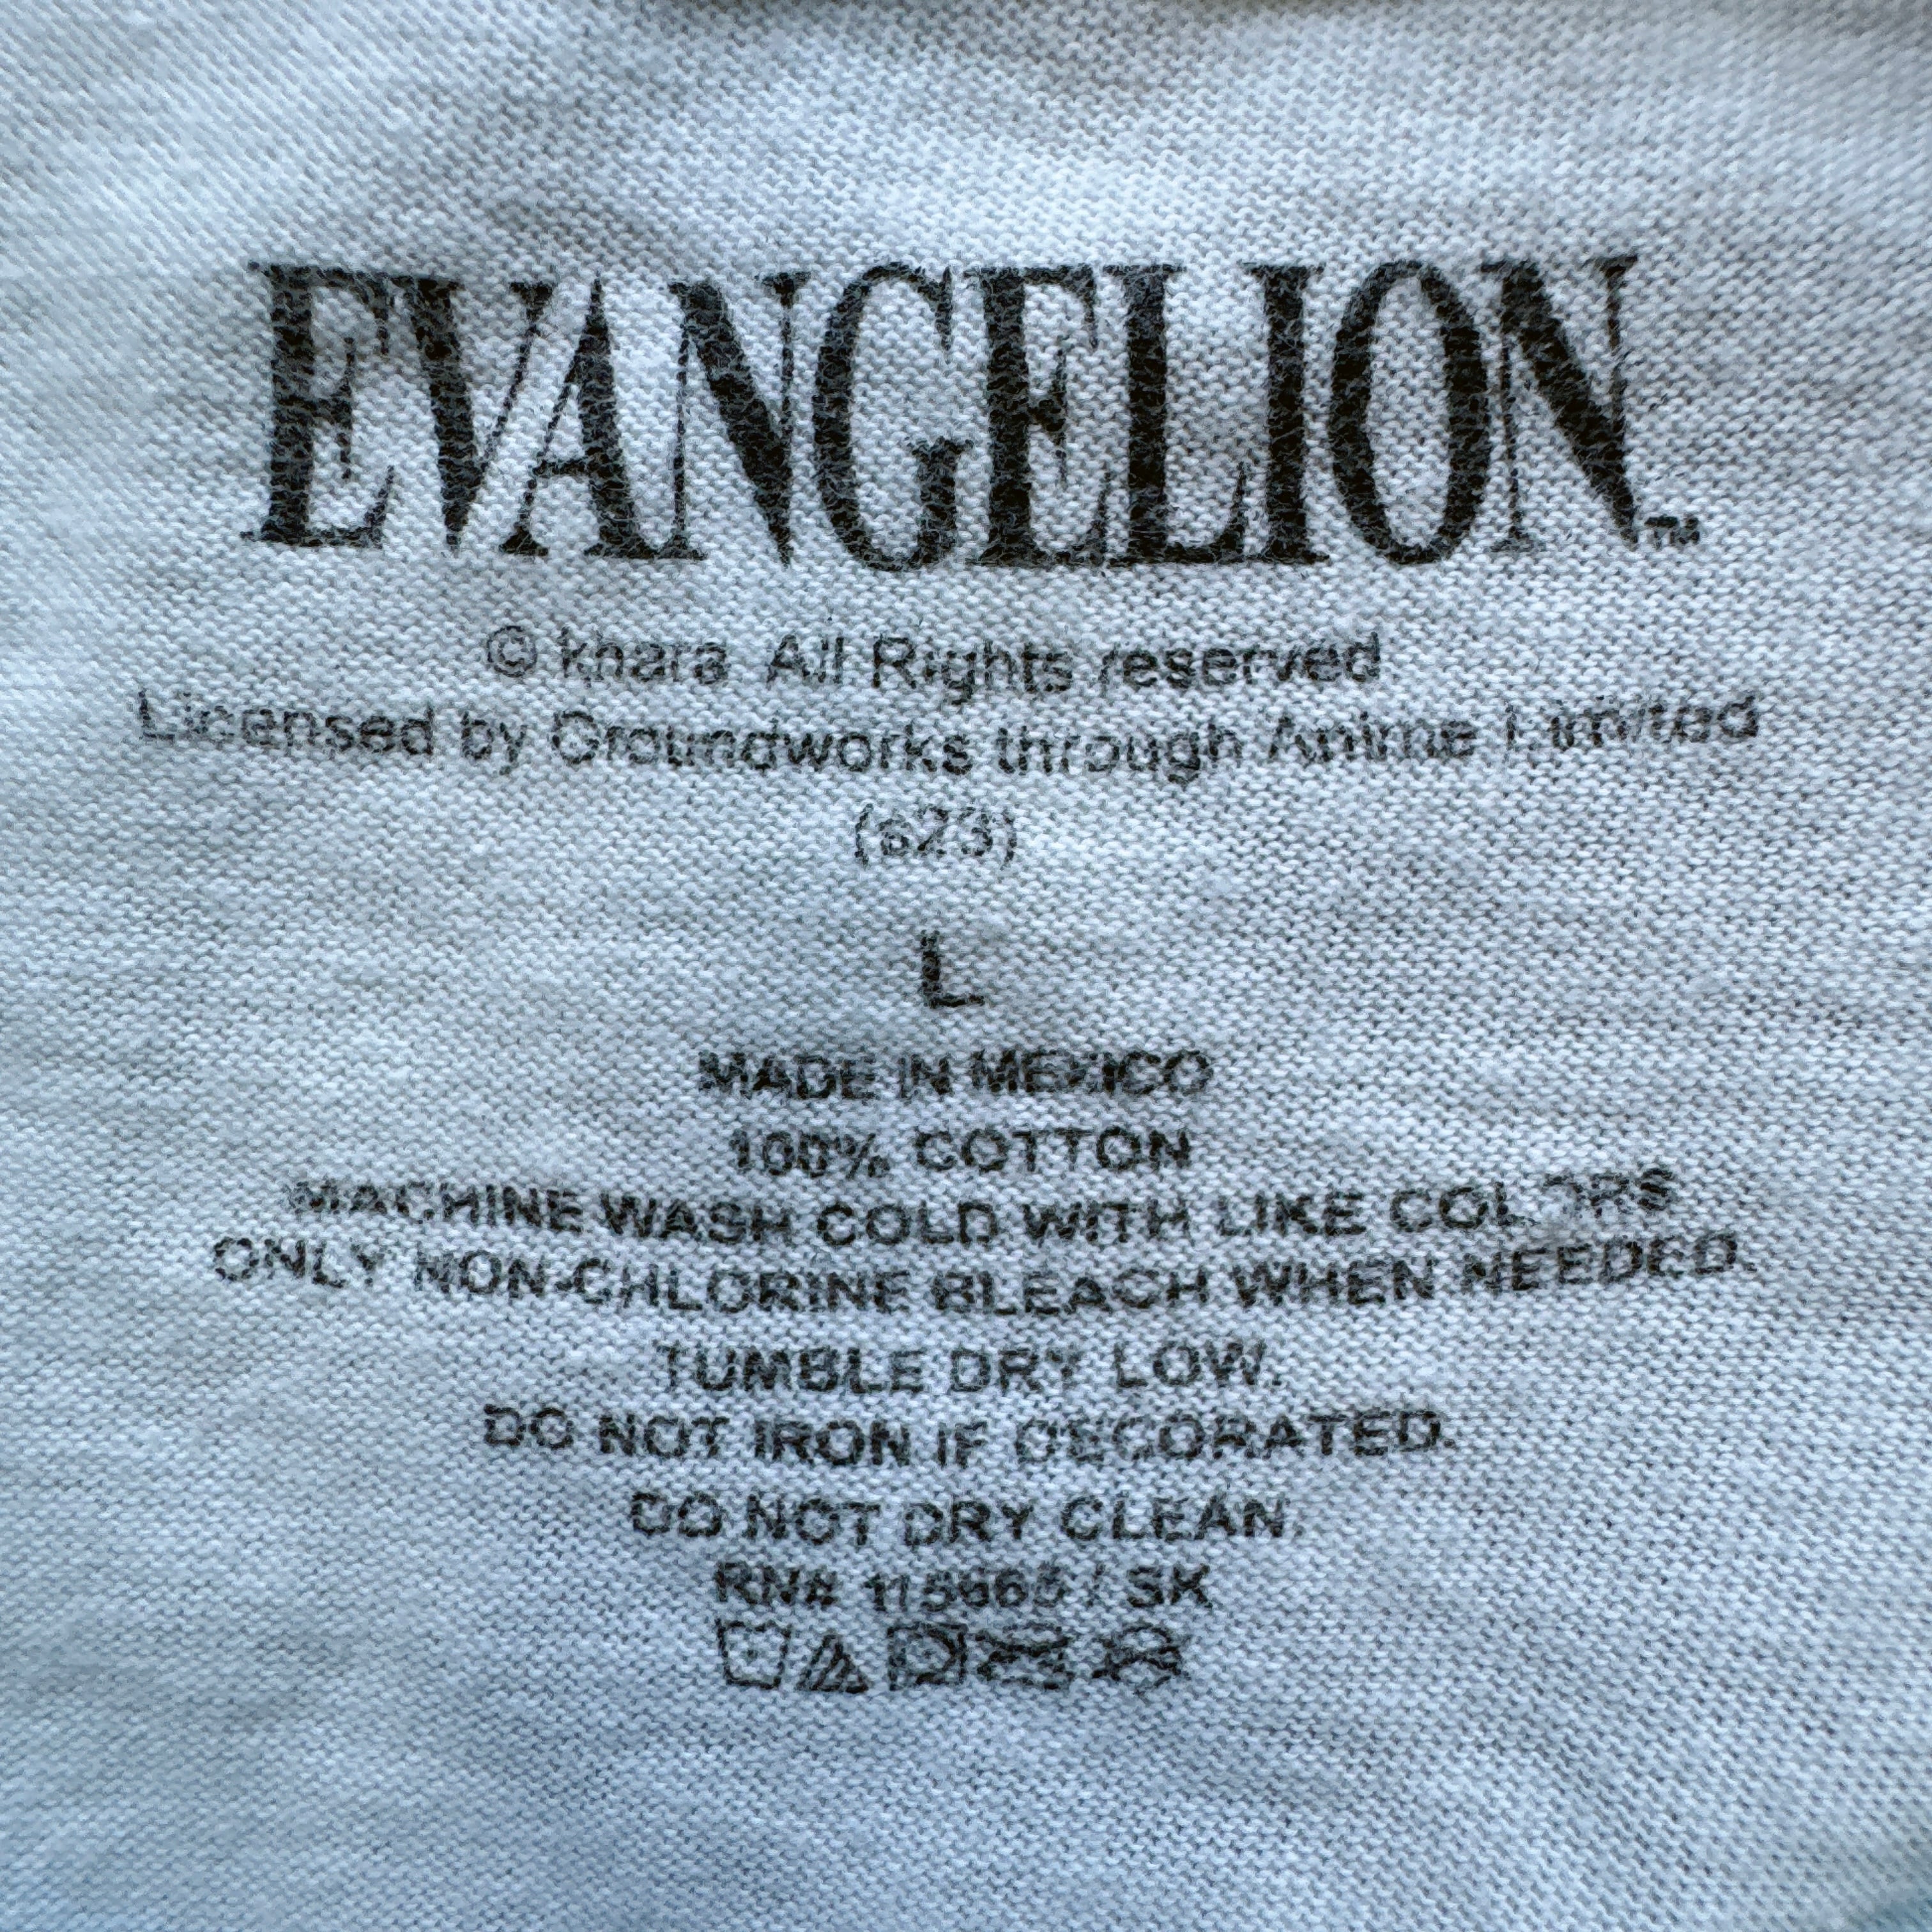 EVANGELION™
© khara All Rights reserved
Licensed by Groundworks through Anime Limited
(s23)
L
MADE IN MEXICO
100% COTTON
MACHINE WASH COLD WITH LIKE COLORS
ONLY NON-CHLORINE BLEACH WHEN NEEDED.
TUMBLE DRY LOW.
DO NOT IRON IF DECORATED.
DO NOT DRY CLEAN.
RN# / SK